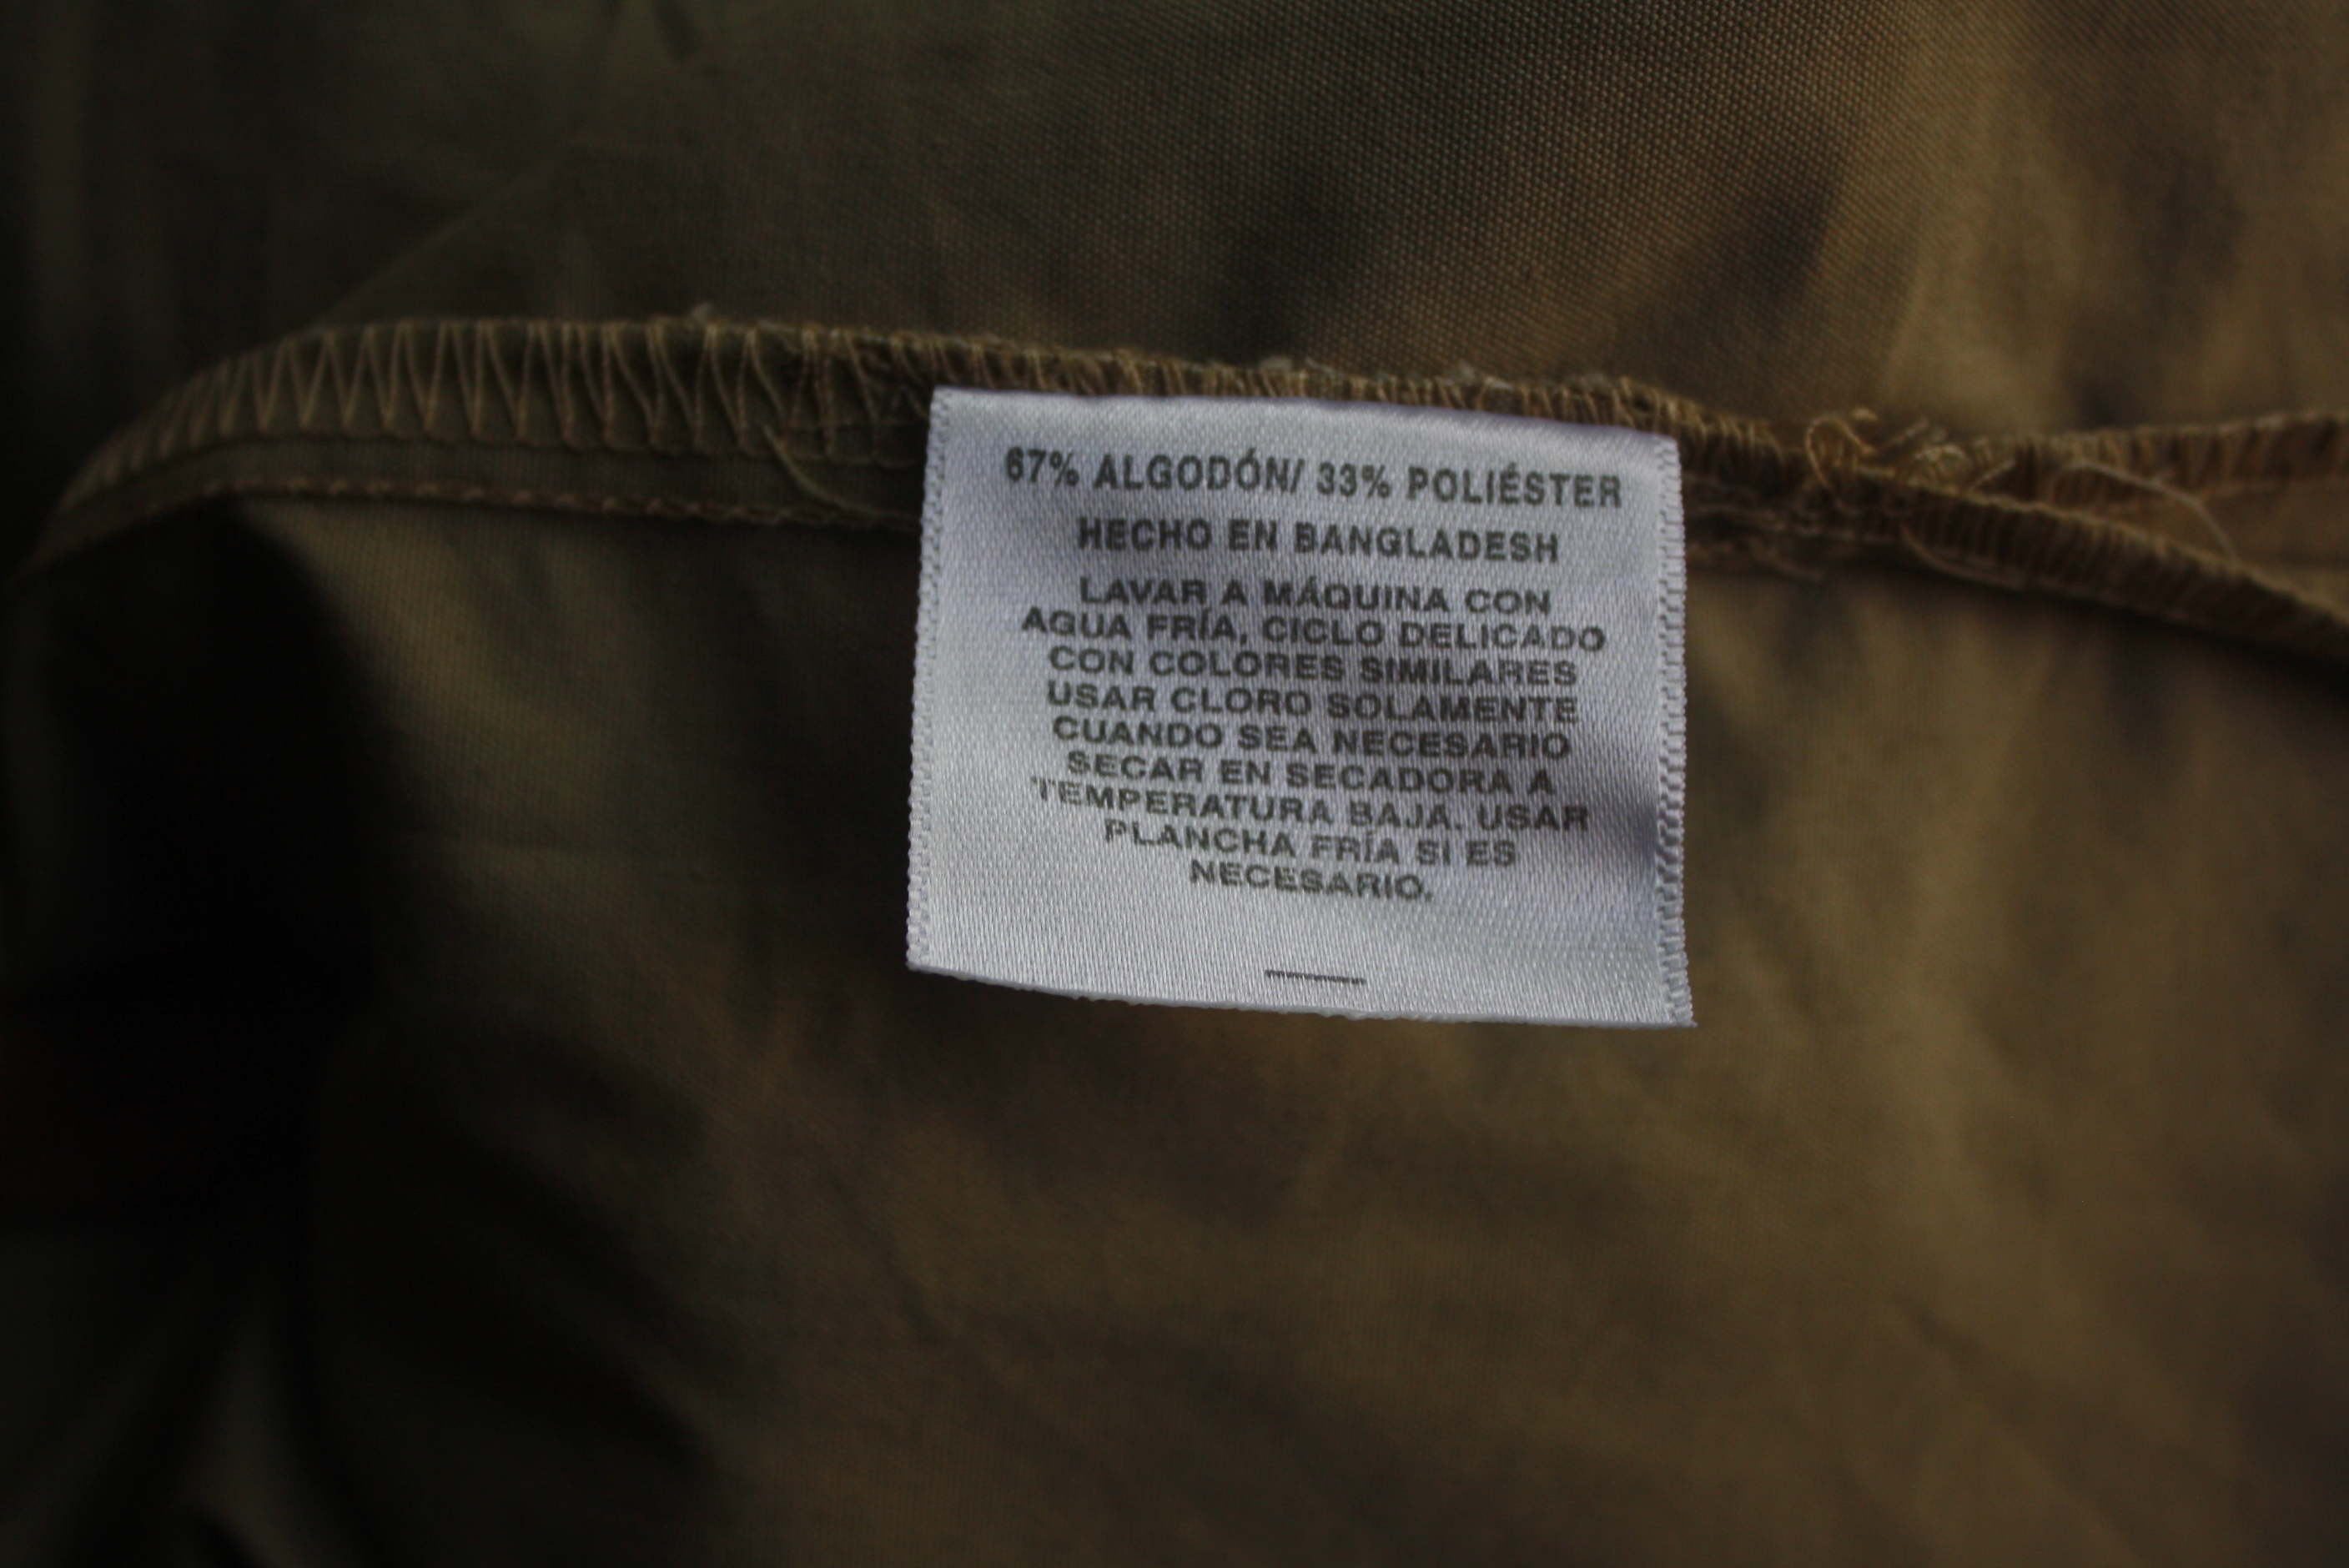 67% ALGODÓN/ 33% POLIÉSTER
HECHO EN BANGLADESH
LAVAR A MÁQUINA CON
AGUA FRÍA, CICLO DELICADO
CON COLORES SIMILARES
USAR CLORO SOLAMENTE
CUANDO SEA NECESARIO
SECAR EN SECADORA A
TEMPERATURA BAJA. USAR
PLANCHA FRÍA SI ES
NECESARIO.